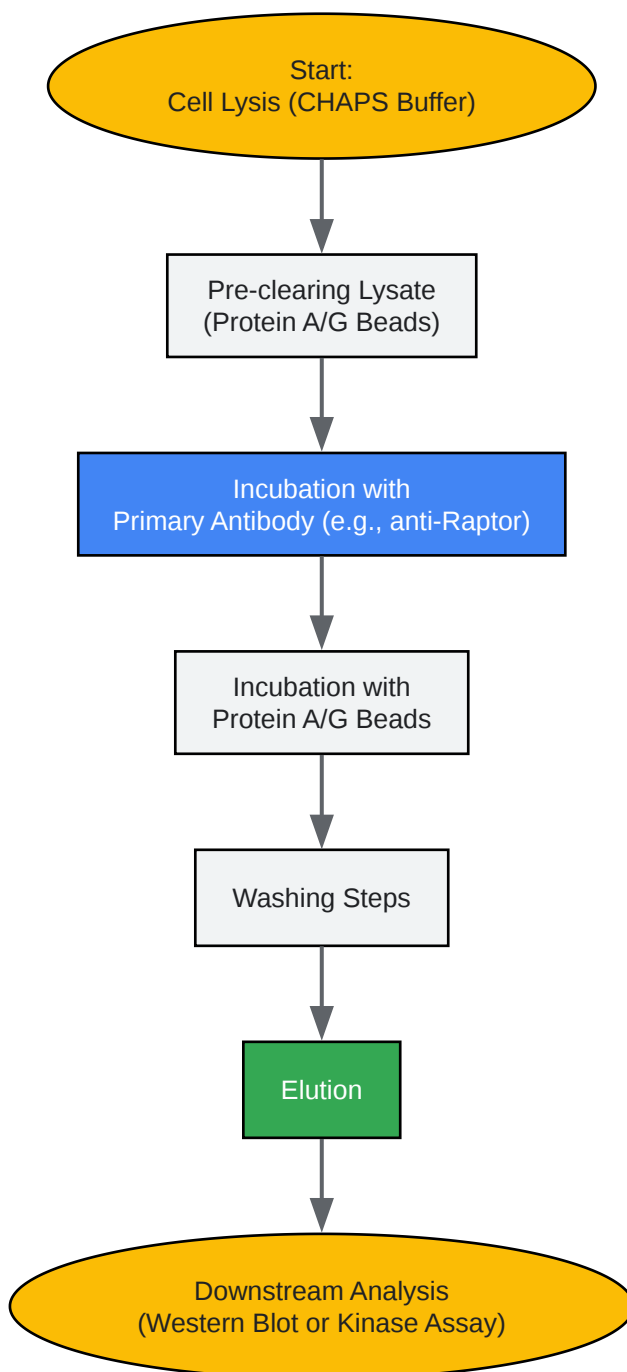 Start:
Cell Lysis (CHAPS Buffer)
Pre-clearing Lysate
(Protein A/G Beads)
Incubation with
Primary Antibody (e.g., anti-Raptor)
Incubation with
Protein A/G Beads
Washing Steps
Elution
Downstream Analysis
(Western Blot or Kinase Assay)